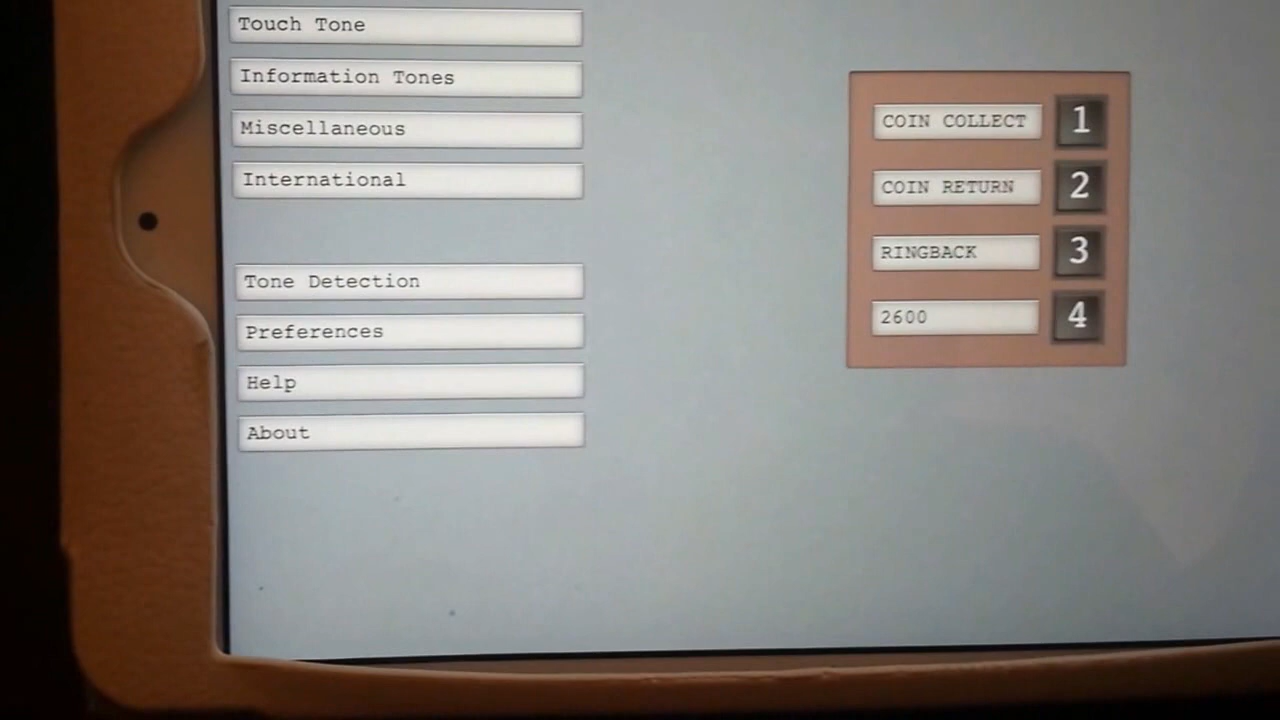 Touch Tone
Information Tones
Miscellaneous
International
Tone Detection
Preferences
Help
About
COIN COLLECT 1
COIN RETURN 2
RINGBACK 3
2600 4